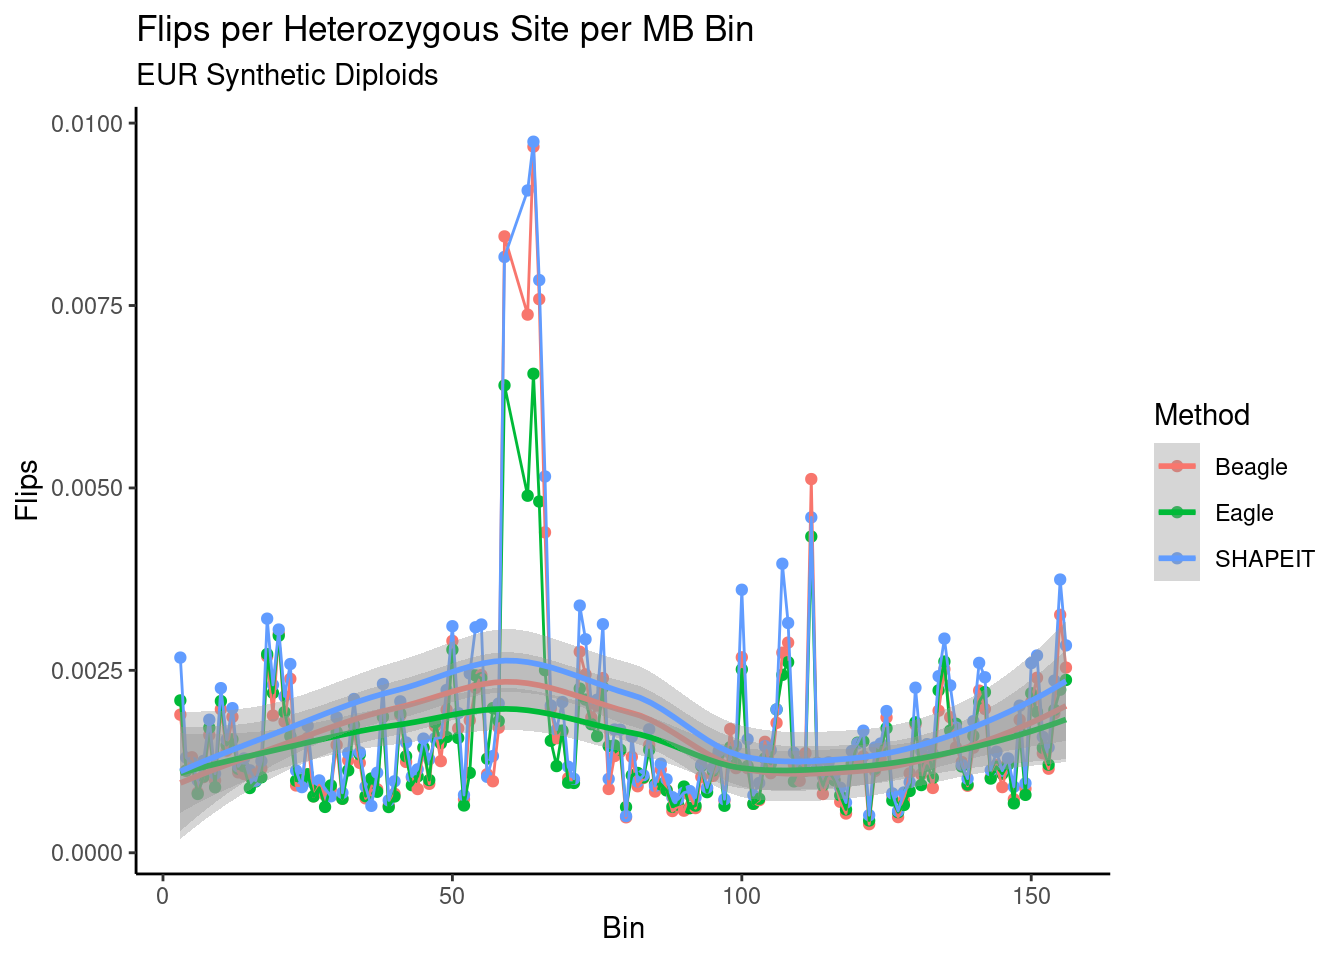 Flips per Heterozygous Site per MB Bin
EUR Synthetic Diploids
0.0100
0.0075
0.0050
0.0025
0.0000
Flips
0
50
100
150
Bin
Method
Beagle
Eagle
SHAPEIT